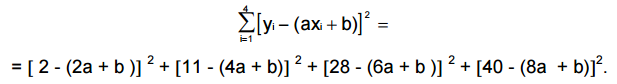 4
∑[yᵢ – (axᵢ + b)]² =
i=1
= [ 2 - (2a + b )] ² + [11 - (4a + b)] ² + [28 - (6a + b )] ² + [40 - (8a + b)]².